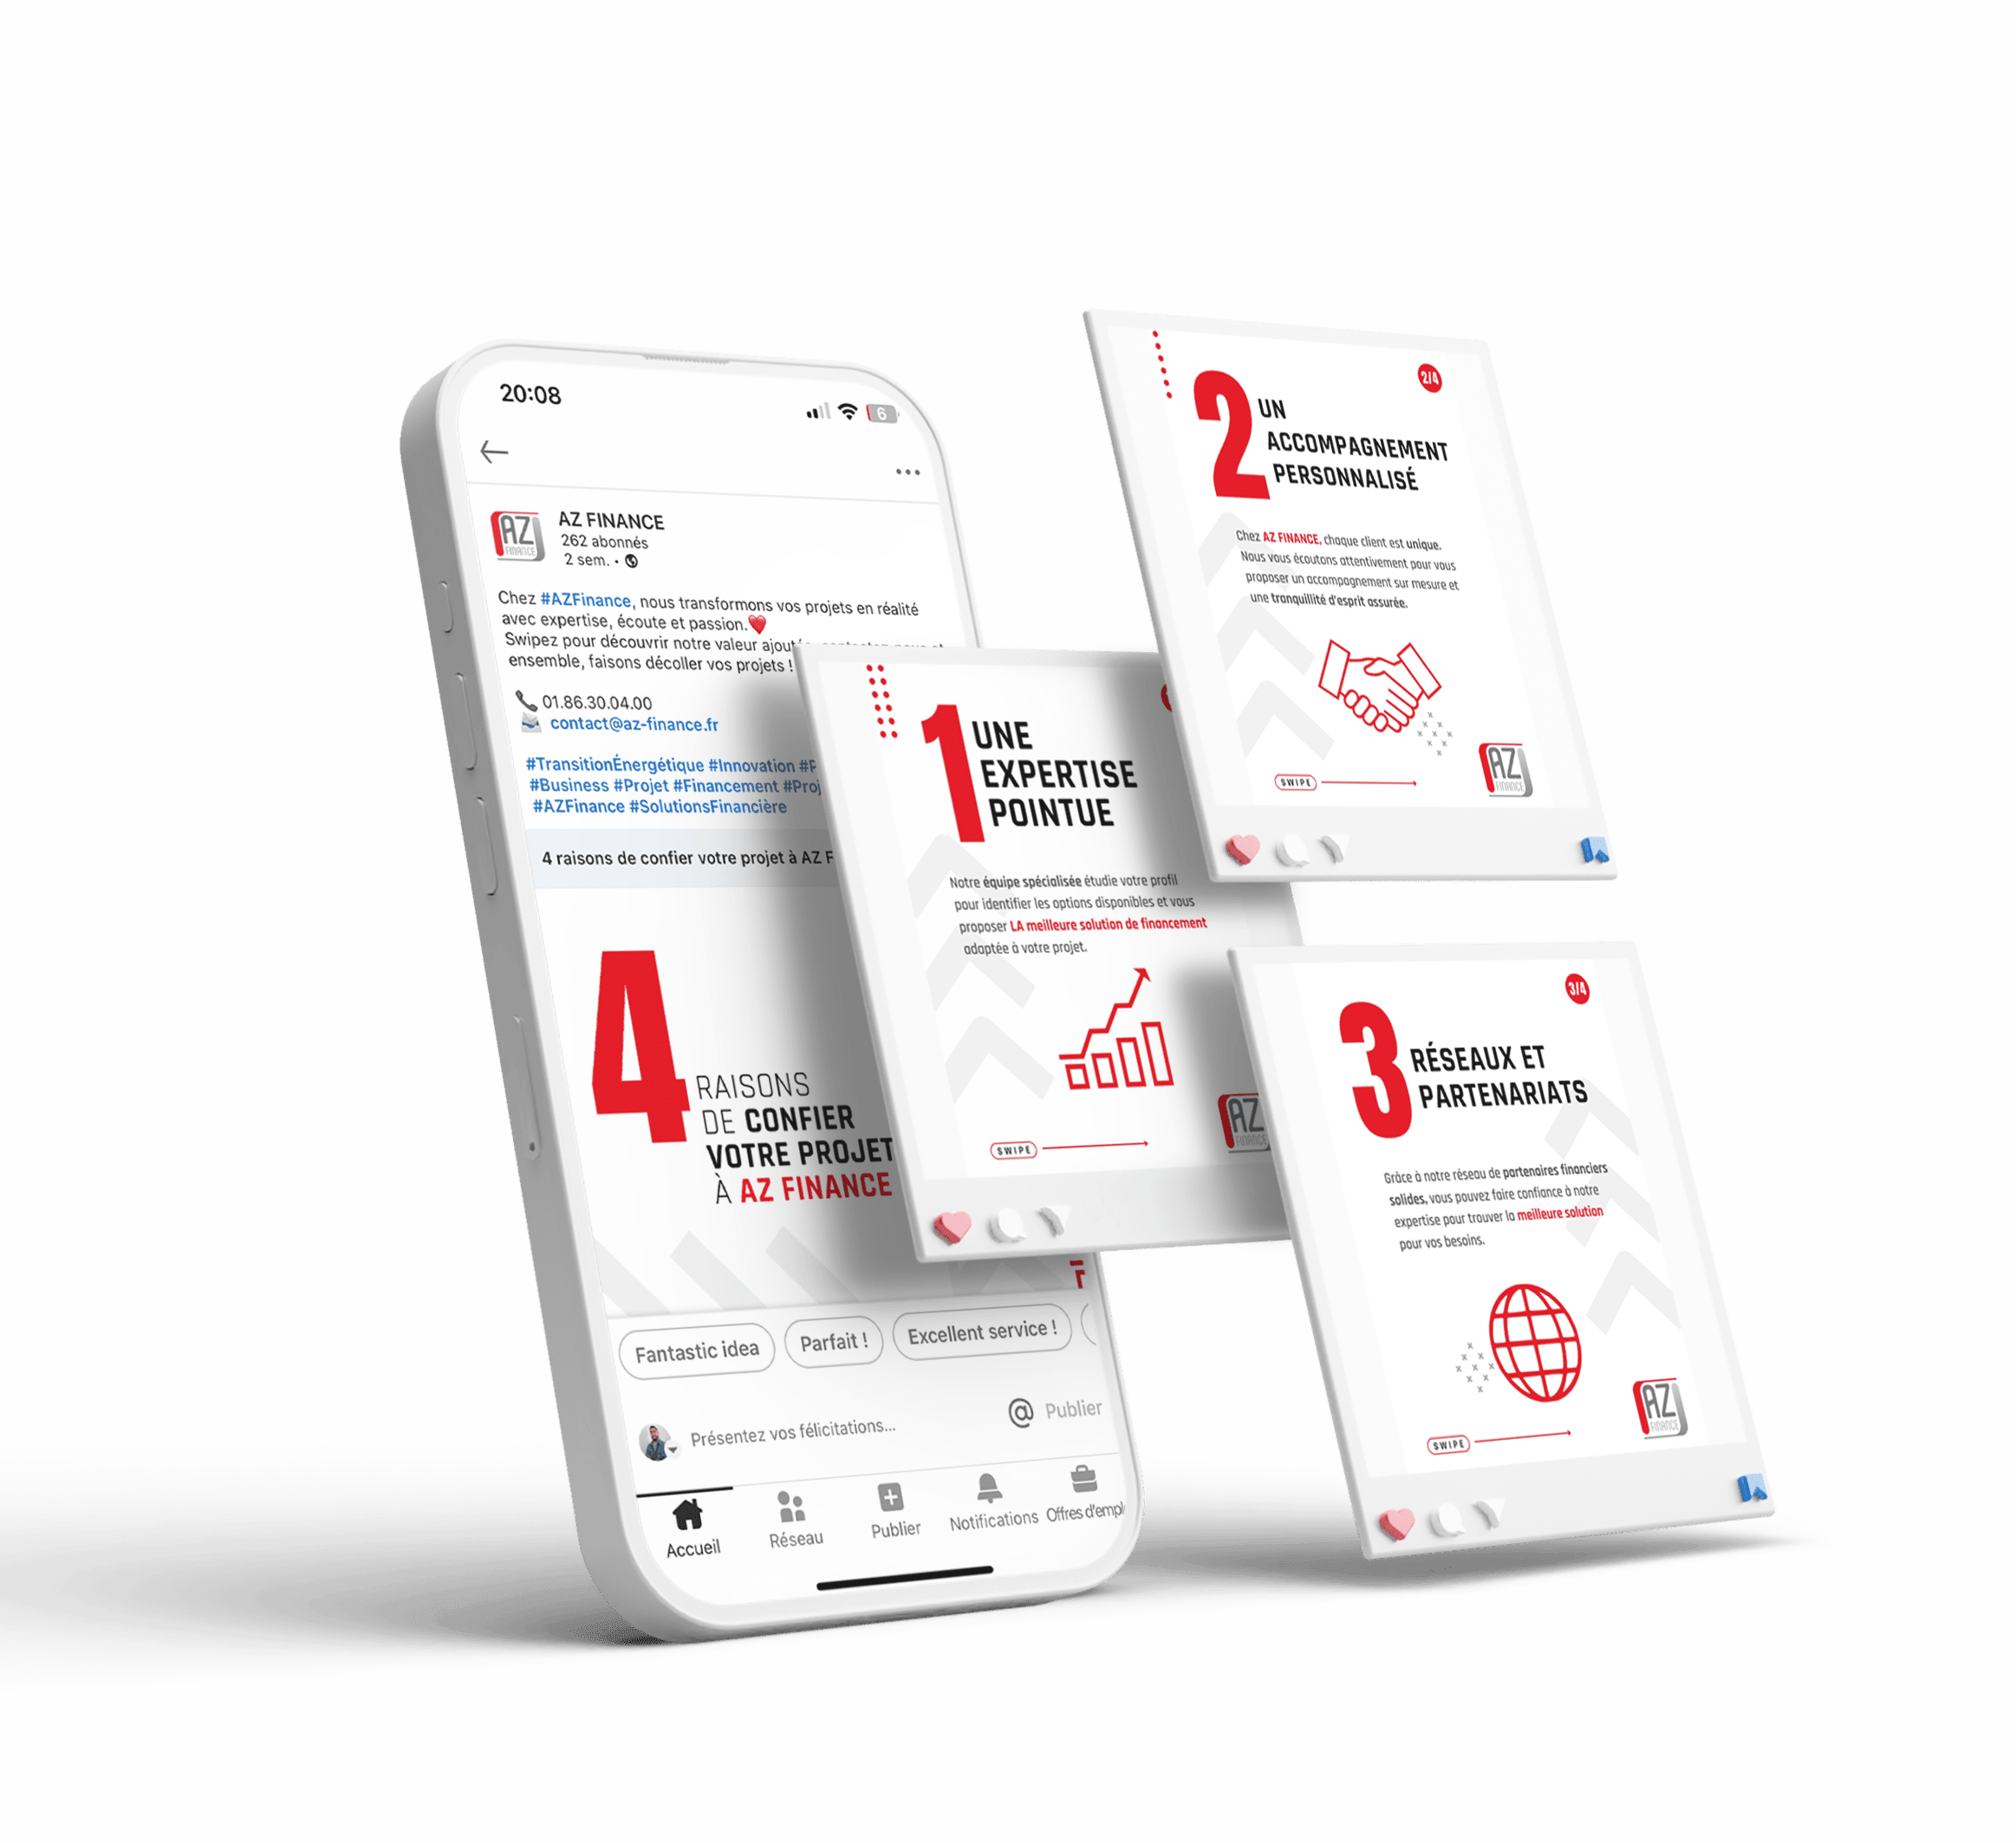 20:08
6
AZ FINANCE
AZ FINANCE
262 abonnés
2 sem. •
Chez #AZFinance, nous transformons vos projets en réalité
avec expertise, écoute et passion.
Swipez pour découvrir notre valeur
ensemble, faisons décoller vos projets !
01.86.30.04.00
contact@az-finance.fr
#TransitionÉnergétique #Innovation
#Business #Projet #Financement
#AZFinance #SolutionsFinancière
4 raisons de confier votre projet à AZ F
4
RAISONS
DE CONFIER
VOTRE PROJET
À AZ FINANCE
Fantastic idea
Parfait !
Excellent service !
Présentez vos félicitations...
@ Publier
Accueil
Réseau
Publier
Notifications
Offres d'empl
1
UNE
EXPERTISE
POINTUE
Notre équipe spécialisée étudie votre profil
pour identifier les options disponibles et vous
proposer LA meilleure solution de financement
adaptée à votre projet.
SWIPE
AZ
FINANCE
2/4
2
UN
ACCOMPAGNEMENT
PERSONNALISÉ
Chez AZ FINANCE, chaque client est unique.
Nous vous écoutons attentivement pour vous
proposer un accompagnement sur mesure et
une tranquillité d'esprit assurée.
SWIPE
AZ
FINANCE
3/4
3
RÉSEAUX ET
PARTENARIATS
Grâce à notre réseau de partenaires financiers
solides, vous pouvez faire confiance à notre
expertise pour trouver la meilleure solution
pour vos besoins.
SWIPE
AZ
FINANCE